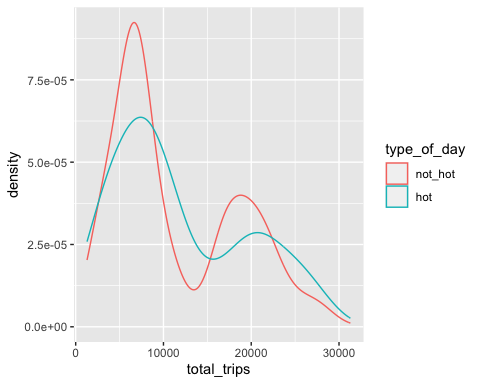 7.5e-05
5.0e-05
2.5e-05
0.0e+00
density
0 10000 20000 30000
total_trips
type_of_day
not_hot
hot